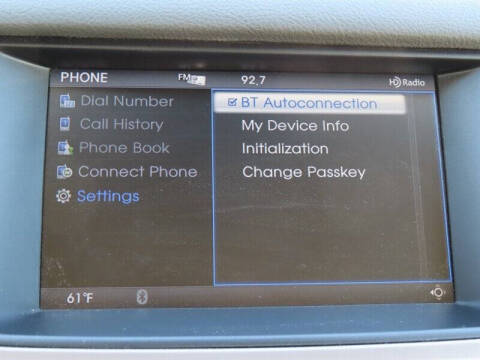 PHONE FM 92.7 HD Radio
Dial Number
Call History
Phone Book
Connect Phone
Settings
BT Autoconnection
My Device Info
Initialization
Change Passkey
61°F